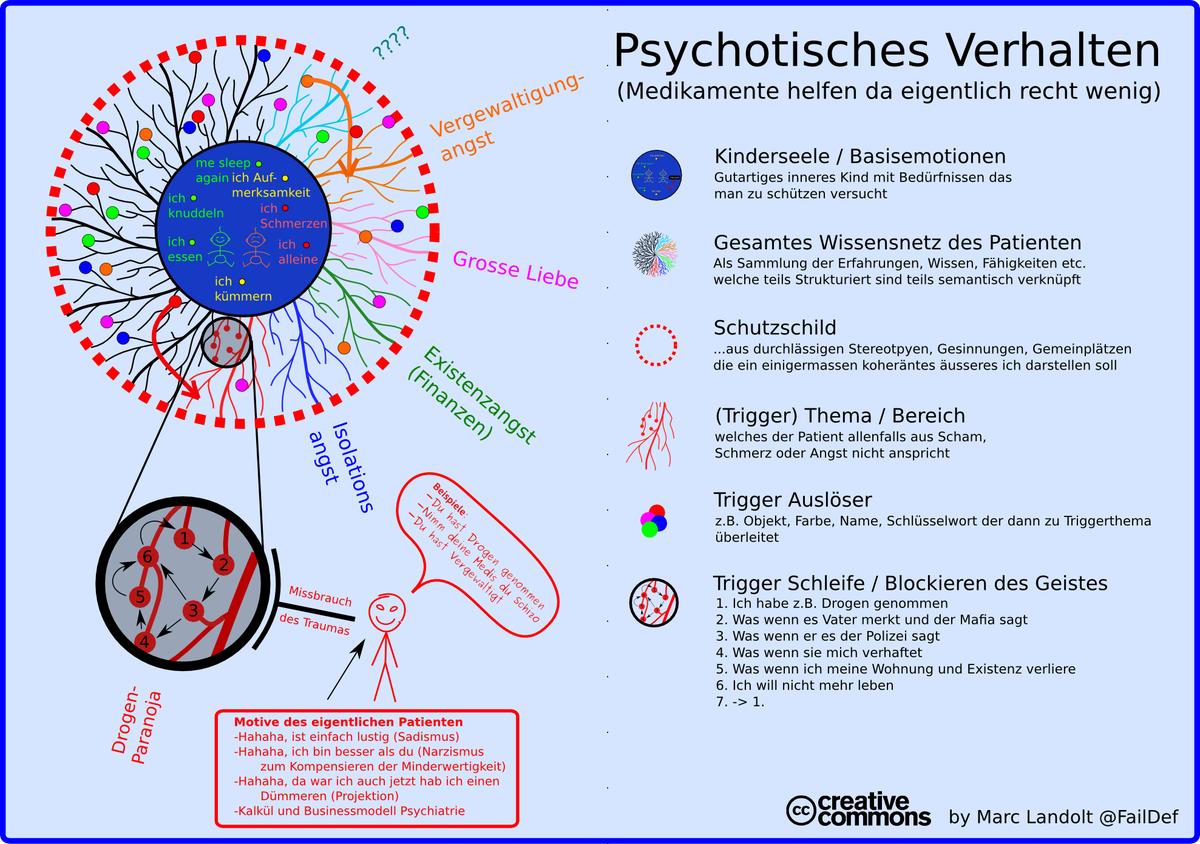 Psychotisches Verhalten
(Medikamente helfen da eigentlich recht wenig)
????
Vergewaltigung-
angst
Grosse Liebe
Existenzangst
(Finanzen)
Isolations
angst
me sleep
again
ich Auf-
merksamkeit
ich
knuddeln
ich
Schmerzen
ich
essen
ich
alleine
ich
kümmern
1
2
3
4
5
6
Drogen-
Paranoja
Missbrauch
des Traumas
Beispiele:
-Du hast Drogen genommen
-Nimm deine Medis du Schizo
-Du hast Vergewaltigt
Motive des eigentlichen Patienten
-Hahaha, ist einfach lustig (Sadismus)
-Hahaha, ich bin besser als du (Narzismus
zum Kompensieren der Minderwertigkeit)
-Hahaha, da war ich auch jetzt hab ich einen
Dümmeren (Projektion)
-Kalkül und Businessmodell Psychiatrie
Kinderseele / Basisemotionen
Gutartiges inneres Kind mit Bedürfnissen das
man zu schützen versucht
Gesamtes Wissensnetz des Patienten
Als Sammlung der Erfahrungen, Wissen, Fähigkeiten etc.
welche teils Strukturiert sind teils semantisch verknüpft
Schutzschild
...aus durchlässigen Stereotpyen, Gesinnungen, Gemeinplätzen
die ein einigermassen koheräntes äusseres ich darstellen soll
(Trigger) Thema / Bereich
welches der Patient allenfalls aus Scham,
Schmerz oder Angst nicht anspricht
Trigger Auslöser
z.B. Objekt, Farbe, Name, Schlüsselwort der dann zu Triggerthema
überleitet
Trigger Schleife / Blockieren des Geistes
1. Ich habe z.B. Drogen genommen
2. Was wenn es Vater merkt und der Mafia sagt
3. Was wenn er es der Polizei sagt
4. Was wenn sie mich verhaftet
5. Was wenn ich meine Wohnung und Existenz verliere
6. Ich will nicht mehr leben
7. -> 1.
cc creative
commons
by Marc Landolt @FailDef